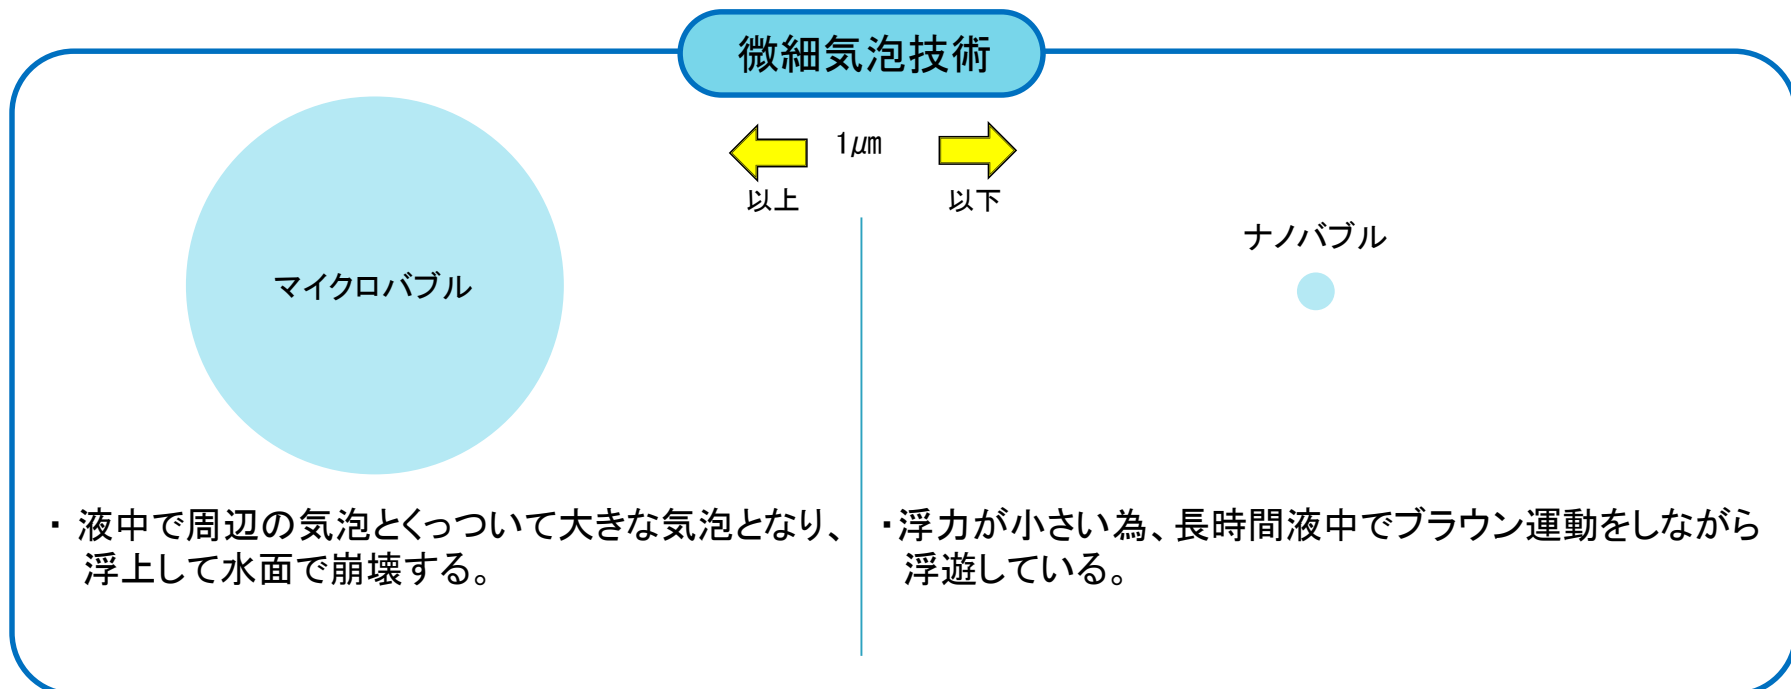 微細気泡技術
1μm
以上
以下
マイクロバブル
ナノバブル
・ 液中で周辺の気泡とくっついて大きな気泡となり、
浮上して水面で崩壊する。
・浮力が小さい為、長時間液中でブラウン運動をしながら
浮遊している。